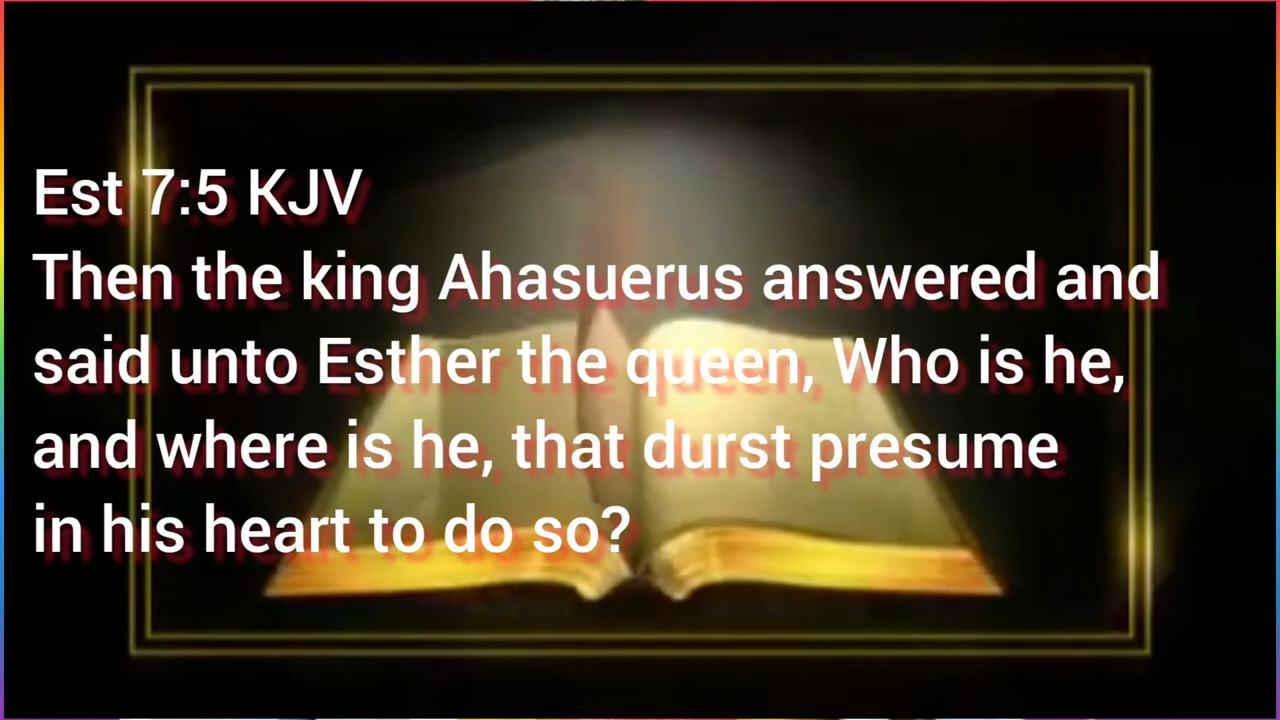 Est 7:5 KJV
Then the king Ahasuerus answered and
said unto Esther the queen, Who is he,
and where is he, that durst presume
in his heart to do so?